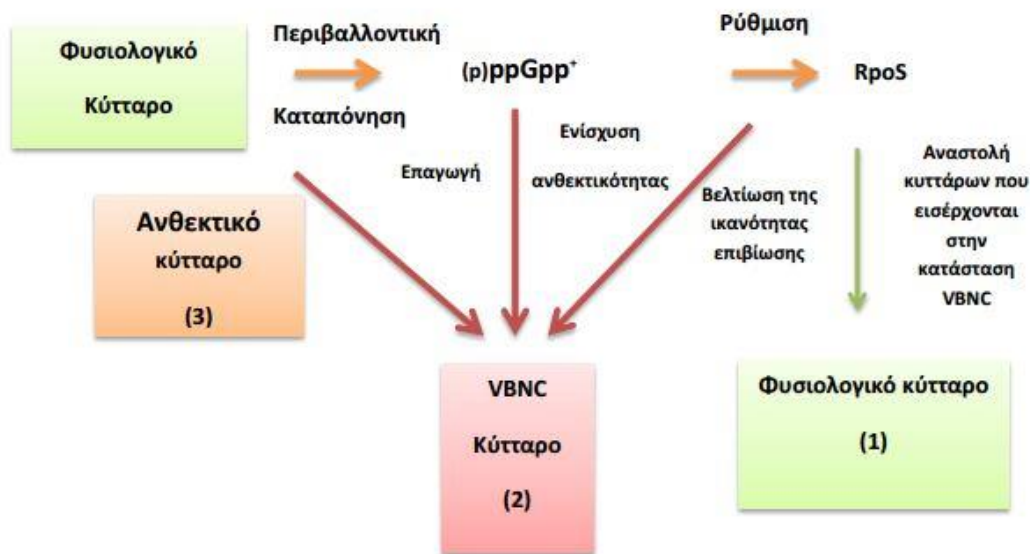 Φυσιολογικό
Κύτταρο
Περιβαλλοντική
Καταπόνηση
(p)ppGpp⁺
Ρύθμιση
RpoS
Επαγωγή
Ενίσχυση
ανθεκτικότητας
Βελτίωση της
ικανότητας
επιβίωσης
Αναστολή
κυττάρων που
εισέρχονται
στην
κατάσταση
VBNC
Ανθεκτικό
κύτταρο
(3)
VBNC
Κύτταρο
(2)
Φυσιολογικό κύτταρο
(1)